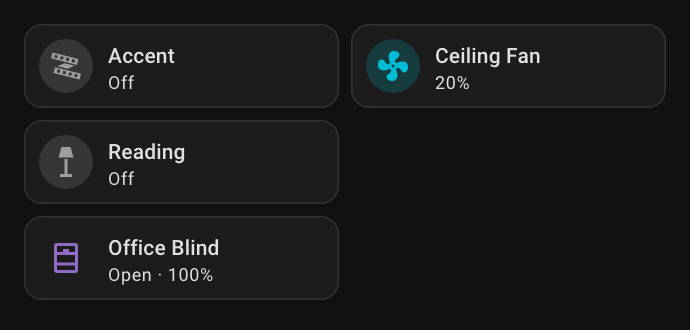 Accent
Off
Ceiling Fan
20%
Reading
Off
Office Blind
Open · 100%